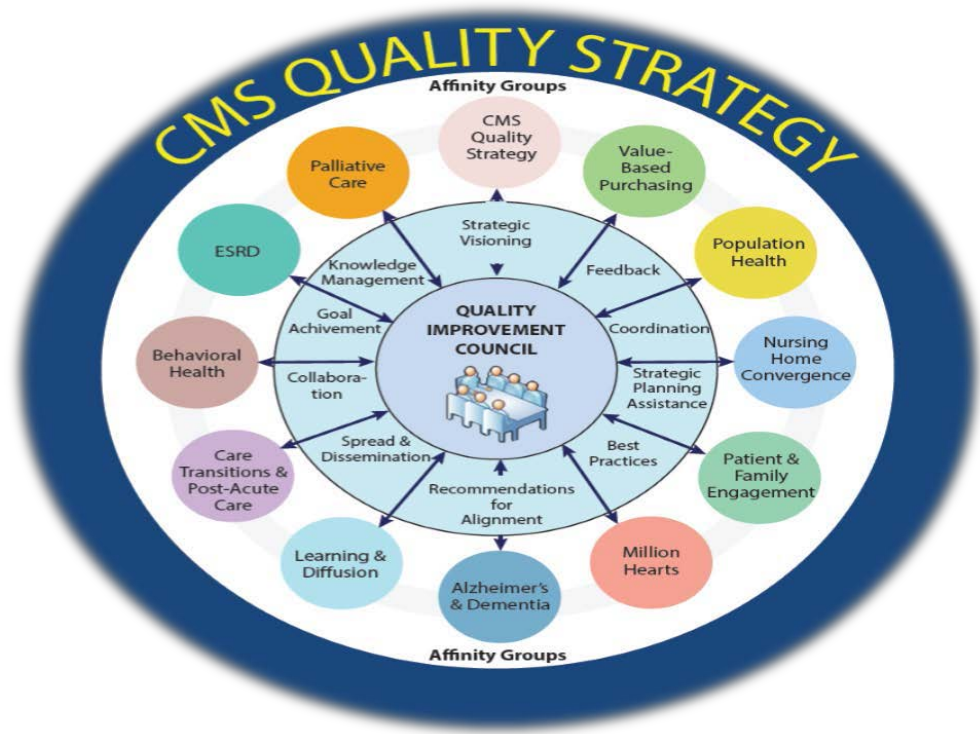 CMS QUALITY STRATEGY
Affinity Groups
CMS
Quality
Strategy
Value-
Based
Purchasing
Population
Health
Nursing
Home
Convergence
Patient &
Family
Engagement
Million
Hearts
Alzheimer's
& Dementia
Learning &
Diffusion
Care
Transitions &
Post-Acute
Care
Behavioral
Health
ESRD
Palliative
Care
Strategic
Visioning
Feedback
Coordination
Strategic
Planning
Assistance
Best
Practices
Recommendations
for
Alignment
Spread &
Dissemination
Collabora-
tion
Goal
Achivement
Knowledge
Management
QUALITY
IMPROVEMENT
COUNCIL
Affinity Groups